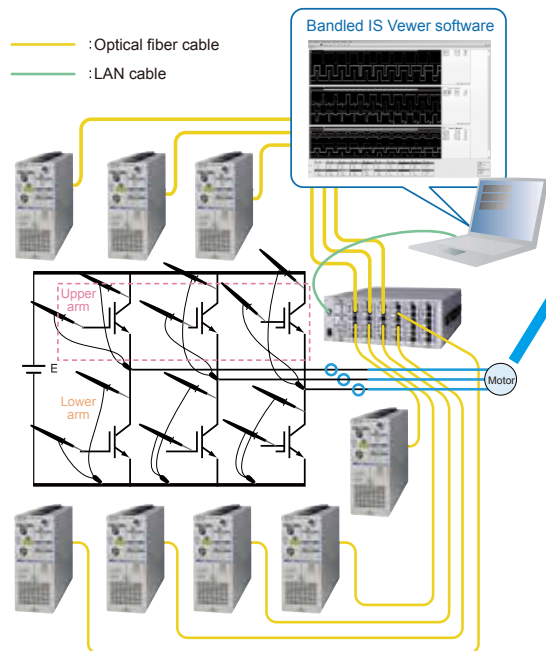 Bandled IS Vewer software
:Optical fiber cable
:LAN cable
Upper
arm
E
Lower
arm
Motor